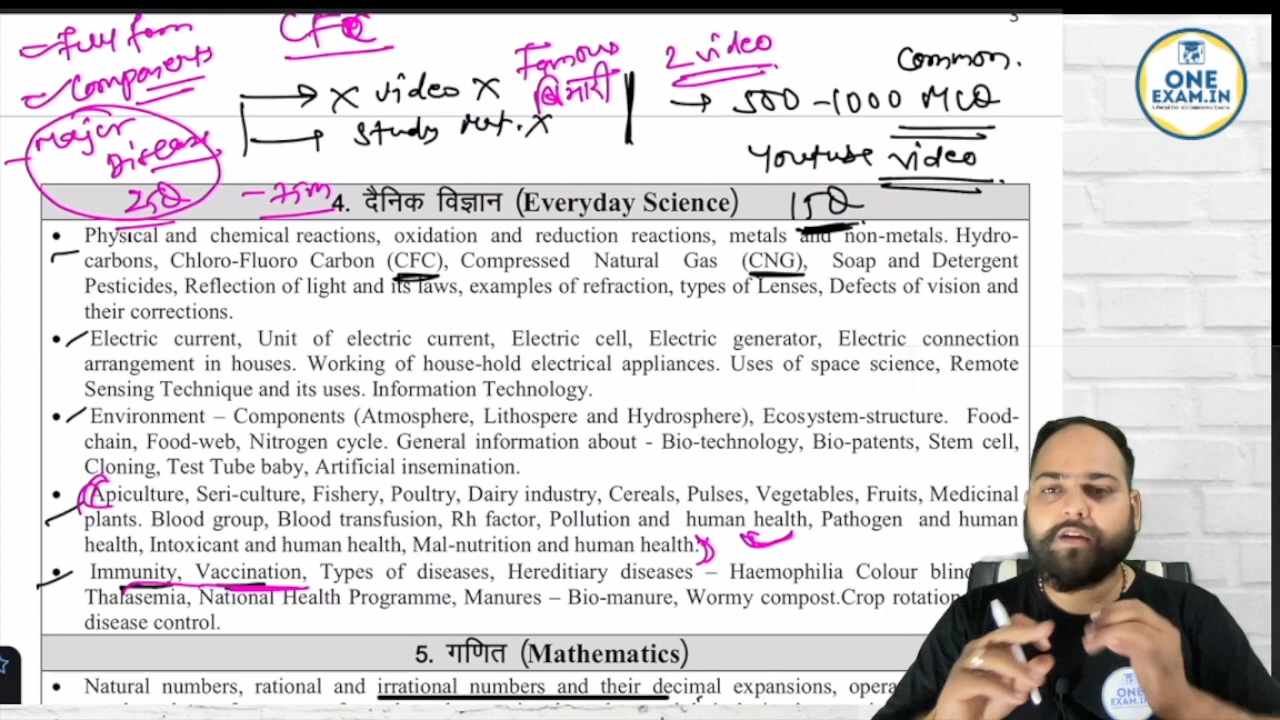 3
Full form
Components
Major
Disease
25Q
- 75m
CFC
→ X video X
→ Study Mat. X
Famous
बिमारी
2 video
Common.
→ 500 - 1000 MCQ
Youtube video
15Q
ONE
EXAM.IN
4. दैनिक विज्ञान (Everyday Science)
• Physical and chemical reactions, oxidation and reduction reactions, metals and non-metals. Hydro-
carbons, Chloro-Fluoro Carbon (CFC), Compressed Natural Gas (CNG), Soap and Detergent
Pesticides, Reflection of light and its laws, examples of refraction, types of Lenses, Defects of vision and
their corrections.
• Electric current, Unit of electric current, Electric cell, Electric generator, Electric connection
arrangement in houses. Working of house-hold electrical appliances. Uses of space science, Remote
Sensing Technique and its uses. Information Technology.
• Environment – Components (Atmosphere, Lithospere and Hydrosphere), Ecosystem-structure. Food-
chain, Food-web, Nitrogen cycle. General information about - Bio-technology, Bio-patents, Stem cell,
Cloning, Test Tube baby, Artificial insemination.
• Apiculture, Seri-culture, Fishery, Poultry, Dairy industry, Cereals, Pulses, Vegetables, Fruits, Medicinal
plants. Blood group, Blood transfusion, Rh factor, Pollution and human health, Pathogen and human
health, Intoxicant and human health, Mal-nutrition and human health.
• Immunity, Vaccination, Types of diseases, Hereditiary diseases – Haemophilia Colour blind
Thalasemia, National Health Programme, Manures – Bio-manure, Wormy compost.Crop rotation
disease control.
5. गणित (Mathematics)
• Natural numbers, rational and irrational numbers and their decimal expansions, opera
ONE
EXAM.IN